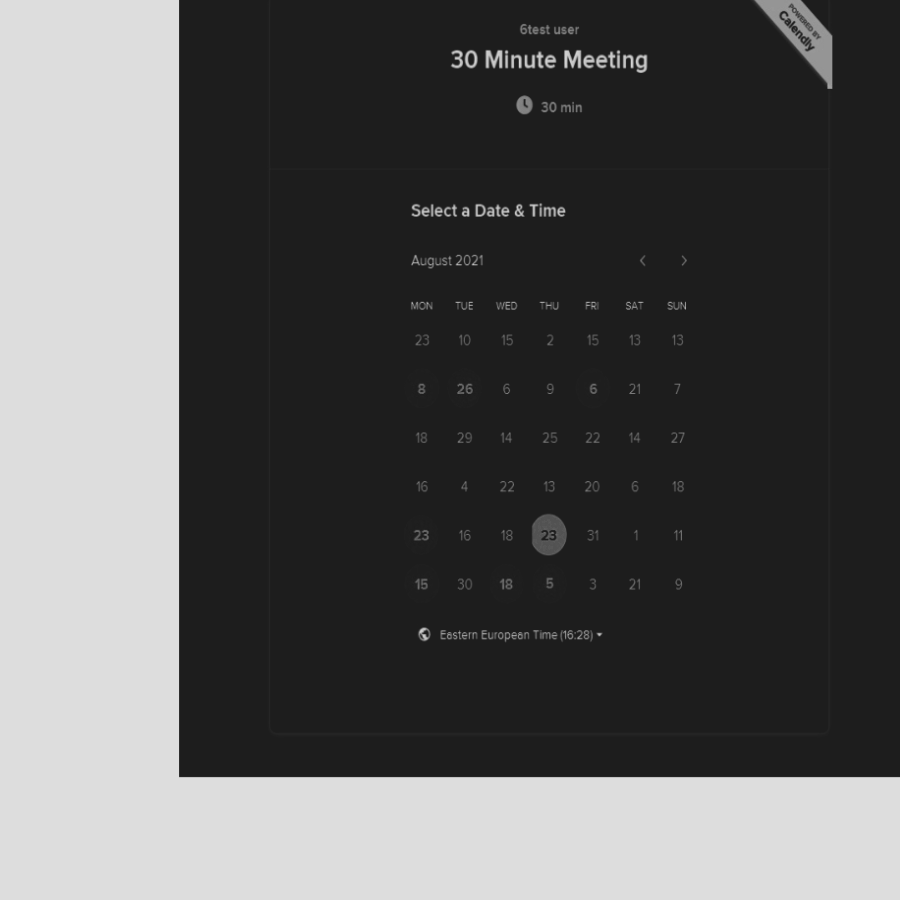 POWERED BY
Calendly
6test user
30 Minute Meeting
30 min
Select a Date & Time
August 2021
MON TUE WED THU FRI SAT SUN
23 10 15 2 15 13 13
8 26 6 9 6 21 7
18 29 14 25 22 14 27
16 4 22 13 20 6 18
23 16 18 23 31 1 11
15 30 18 5 3 21 9
Eastern European Time (16:28)